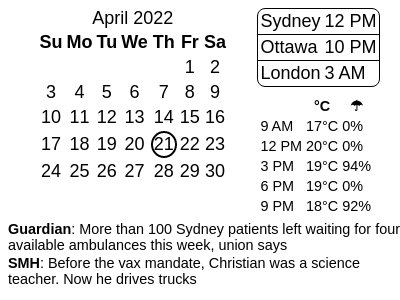 April 2022
Su Mo Tu We Th Fr Sa
1 2
3 4 5 6 7 8 9
10 11 12 13 14 15 16
17 18 19 20 21 22 23
24 25 26 27 28 29 30
Sydney 12 PM
Ottawa 10 PM
London 3 AM
°C ☂
9 AM 17°C 0%
12 PM 20°C 0%
3 PM 19°C 94%
6 PM 19°C 0%
9 PM 18°C 92%
Guardian: More than 100 Sydney patients left waiting for four
available ambulances this week, union says
SMH: Before the vax mandate, Christian was a science
teacher. Now he drives trucks